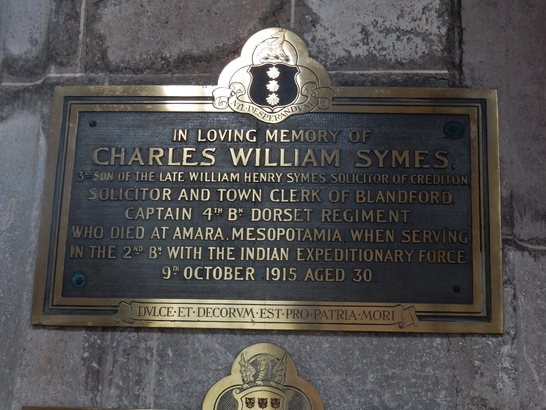 NIL DESPERANDUM
IN LOVING MEMORY OF
CHARLES WILLIAM SYMES.
3RD SON OF THE LATE WILLIAM HENRY SYMES SOLICITOR OF CREDITON
SOLICITOR AND TOWN CLERK OF BLANDFORD
CAPTAIN 4TH BN DORSET REGIMENT
WHO DIED AT AMARA, MESOPOTAMIA, WHEN SERVING
IN THE 2ND BN WITH THE INDIAN EXPEDITIONARY FORCE
9TH OCTOBER 1915 AGED 30
DVLCE·ET·DECORVM·EST·PRO·PATRIA·MORI